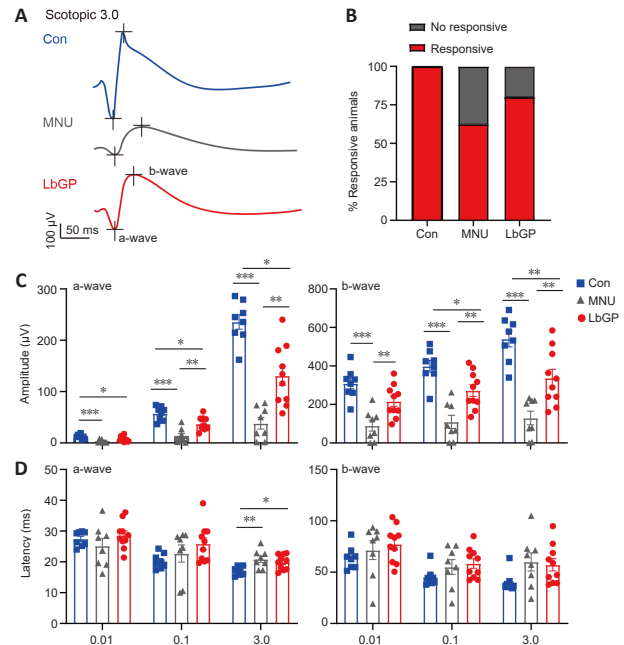 A
Scotopic 3.0
Con
MNU
LbGP
b-wave
a-wave
100 µV
50 ms
B
No responsive
Responsive
% Responsive animals
100
75
50
25
0
Con
MNU
LbGP
C
a-wave
Amplitude (µV)
300
200
100
0
***
*
***
*
**
***
*
**
b-wave
800
600
400
200
0
***
**
***
*
**
***
**
**
Con
MNU
LbGP
D
a-wave
Latency (ms)
50
40
30
20
10
0
**
*
0.01
0.1
3.0
b-wave
150
100
50
0
0.01
0.1
3.0